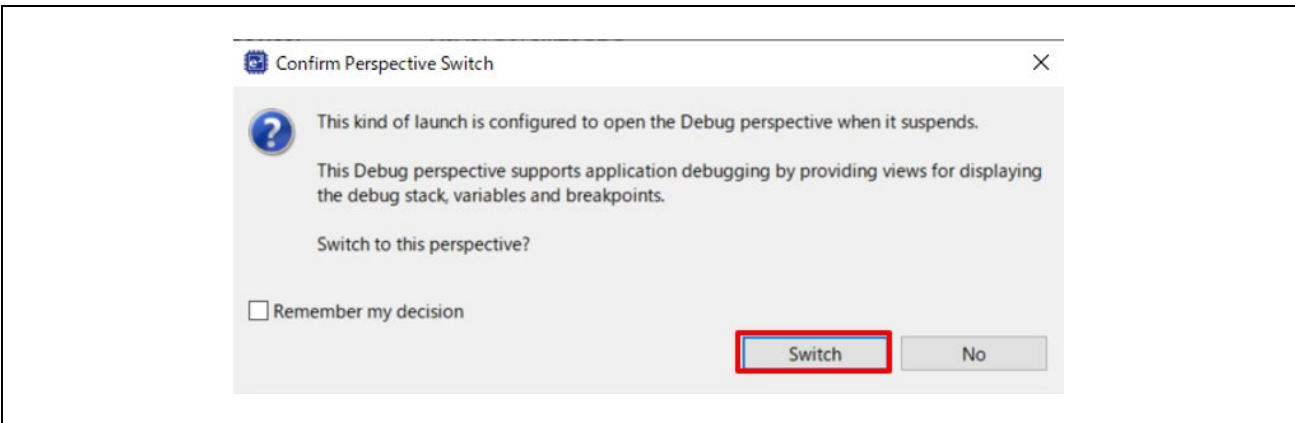 Confirm Perspective Switch
This kind of launch is configured to open the Debug perspective when it suspends.
This Debug perspective supports application debugging by providing views for displaying
the debug stack, variables and breakpoints.
Switch to this perspective?
Remember my decision
Switch
No